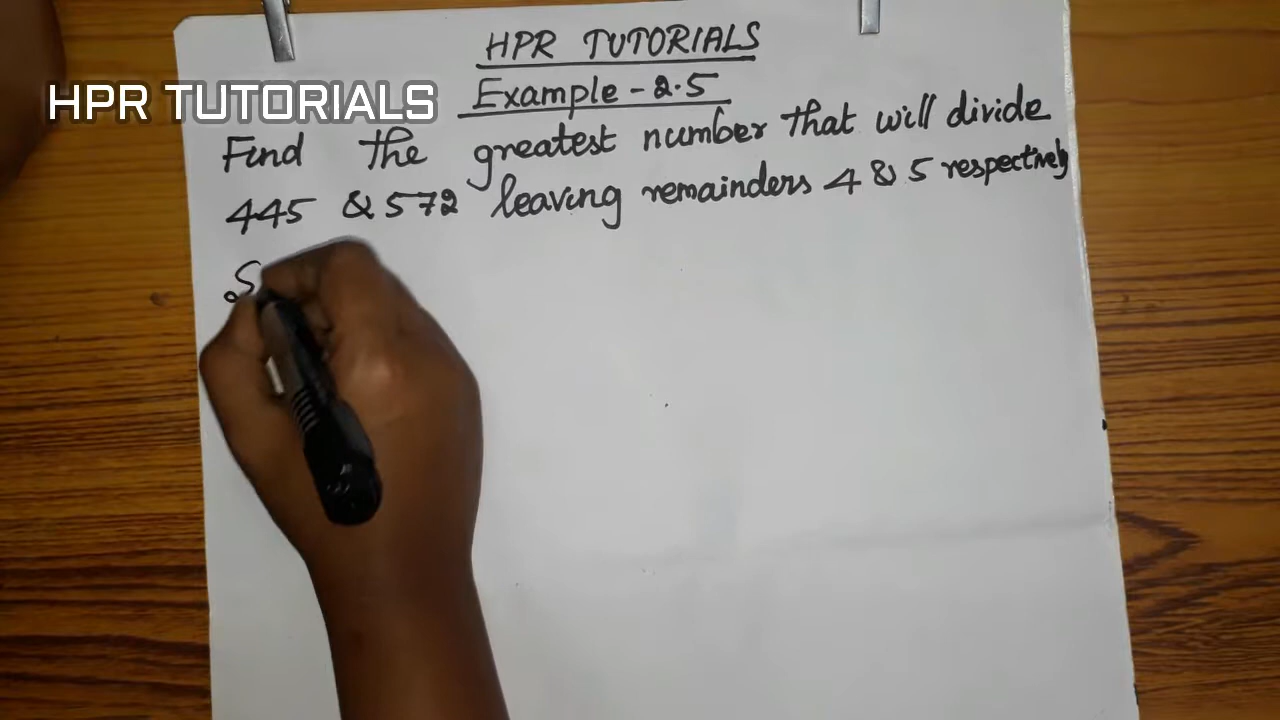 HPR TUTORIALS
HPR TUTORIALS
Example - 2.5
Find the greatest number that will divide
445 & 572 leaving remainders 4 & 5 respectively
S